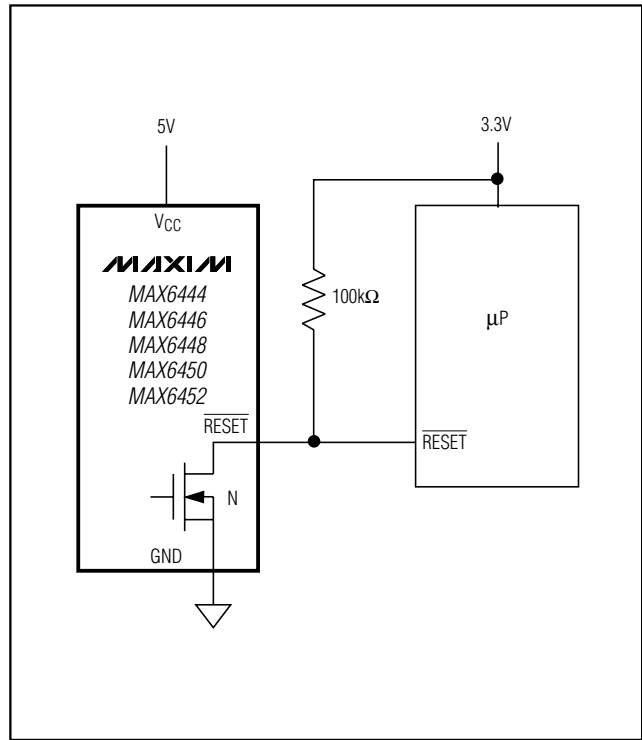 5V
3.3V
VCC
MAXIM
MAX6444
MAX6446
MAX6448
MAX6450
MAX6452
100kΩ
µP
RESET
RESET
N
GND